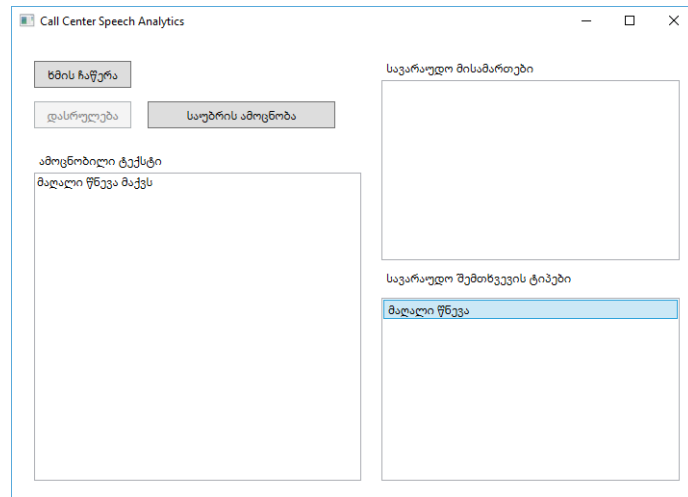 Call Center Speech Analytics
ხმის ჩაწერა
დასრულება
საუბრის ამოცნობა
ამოცნობილი ტექსტი
მაღალი წნევა მაქვს
სავარაუდო მისამართები
სავარაუდო შემთხვევის ტიპები
მაღალი წნევა